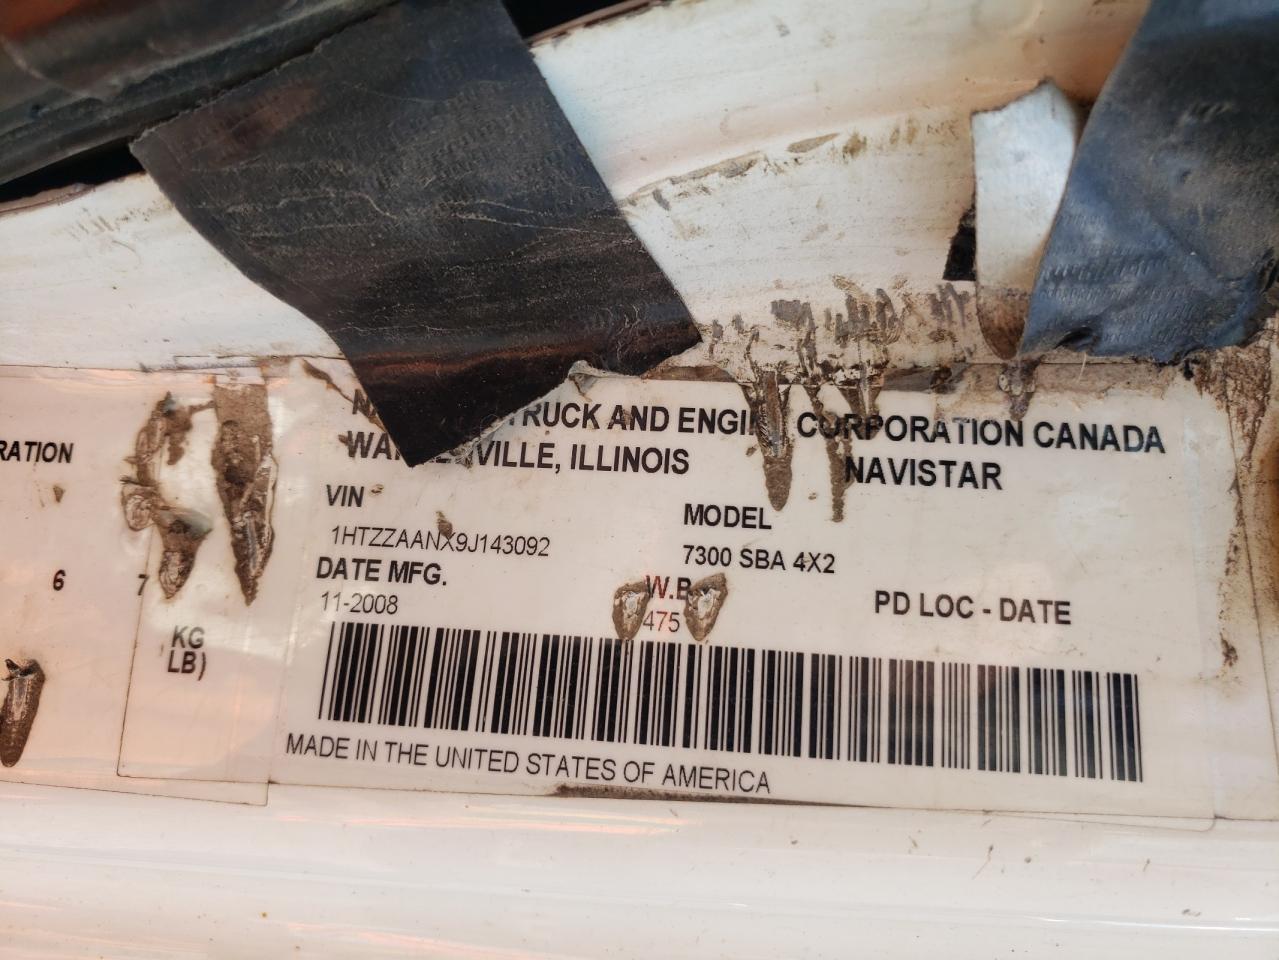 RATION
6 7
KG
LB)
TRUCK AND ENGI CORPORATION CANADA
VILLE, ILLINOIS NAVISTAR
VIN MODEL
1HTZZAANX9J143092 7300 SBA 4X2
DATE MFG. W.B PD LOC - DATE
11-2008 475
MADE IN THE UNITED STATES OF AMERICA